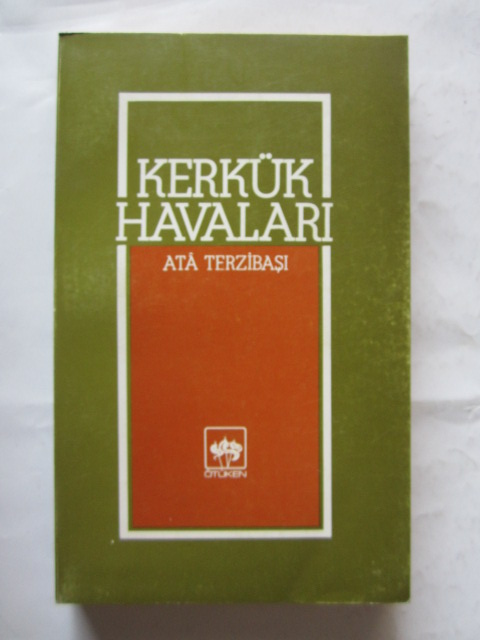 KERKÜK
HAVALARI
ATÂ TERZİBAŞI
ÖTÜKEN